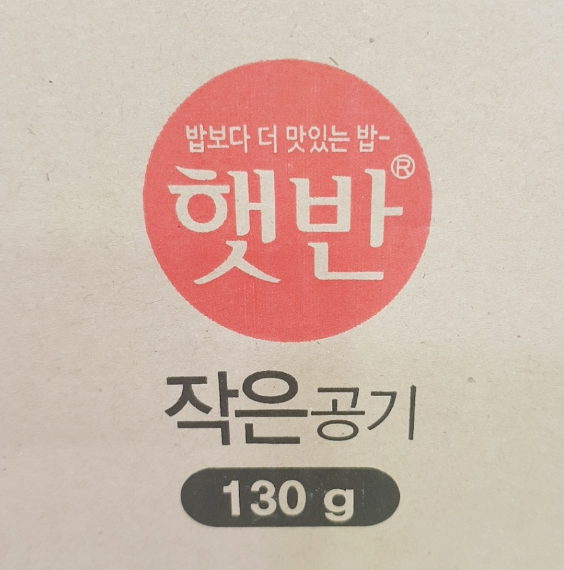 밥보다 더 맛있는 밥-
햇반®
작은공기
130 g